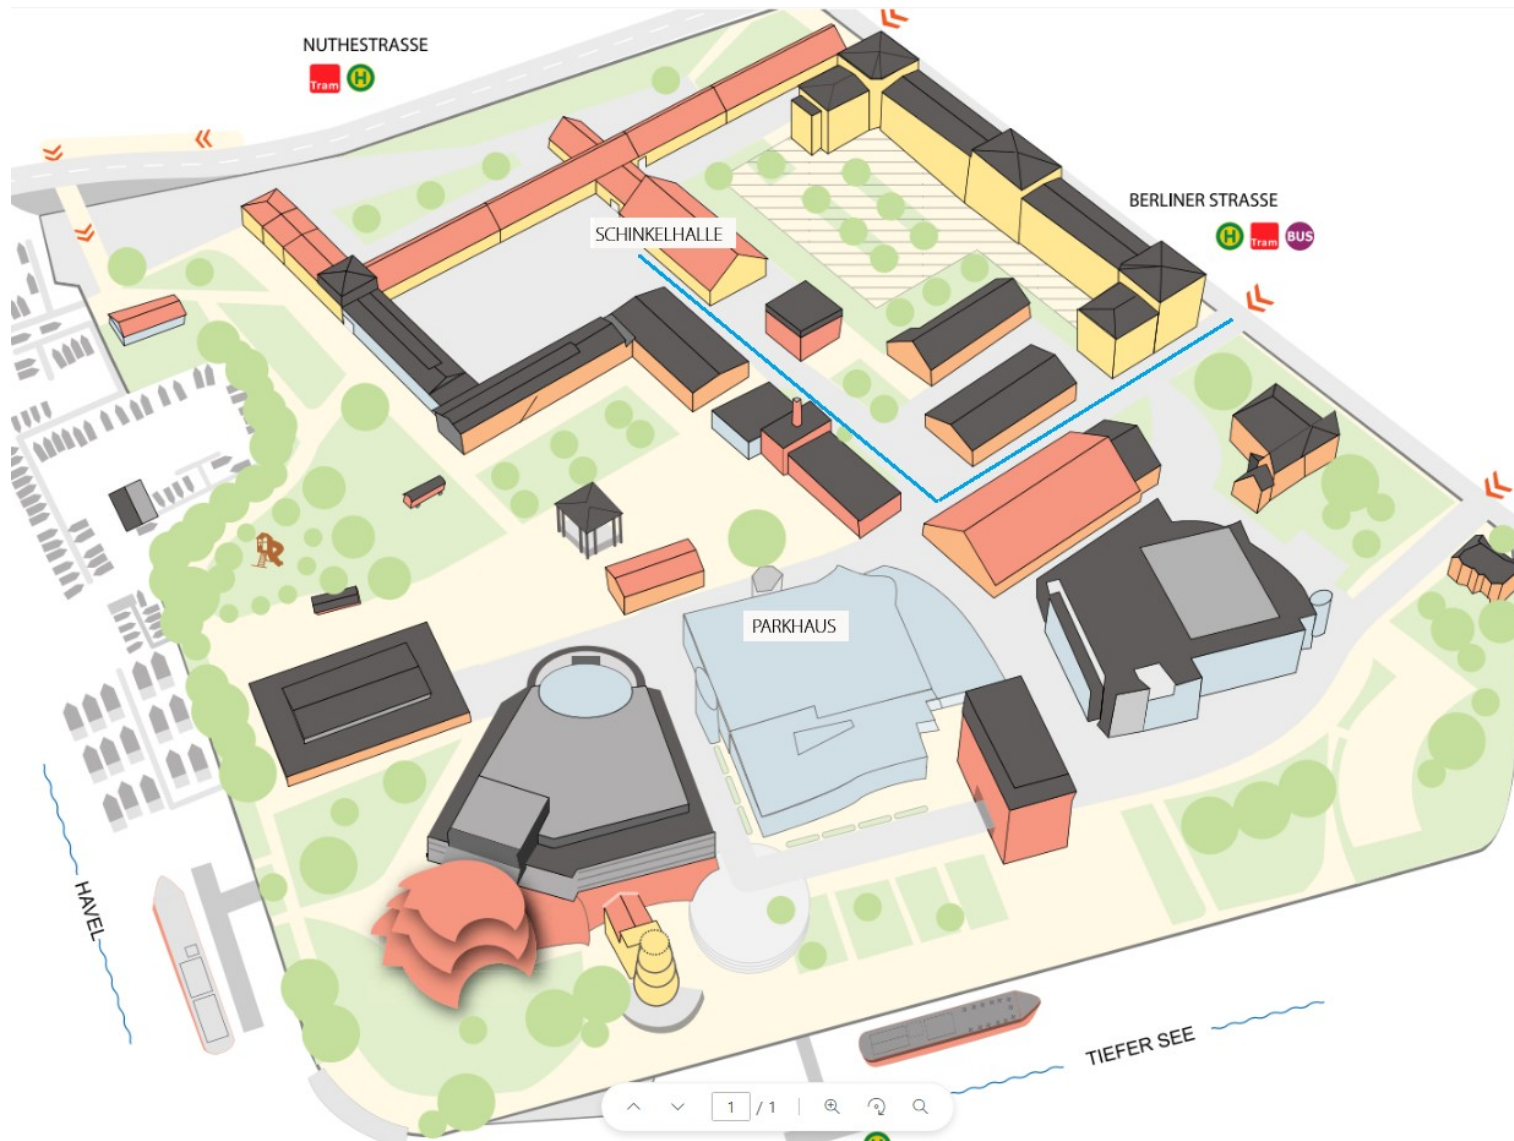 NUTHESTRASSE
Tram H
BERLINER STRASSE
H Tram BUS
SCHINKELHALLE
PARKHAUS
HAVEL
TIEFER SEE
1 / 1